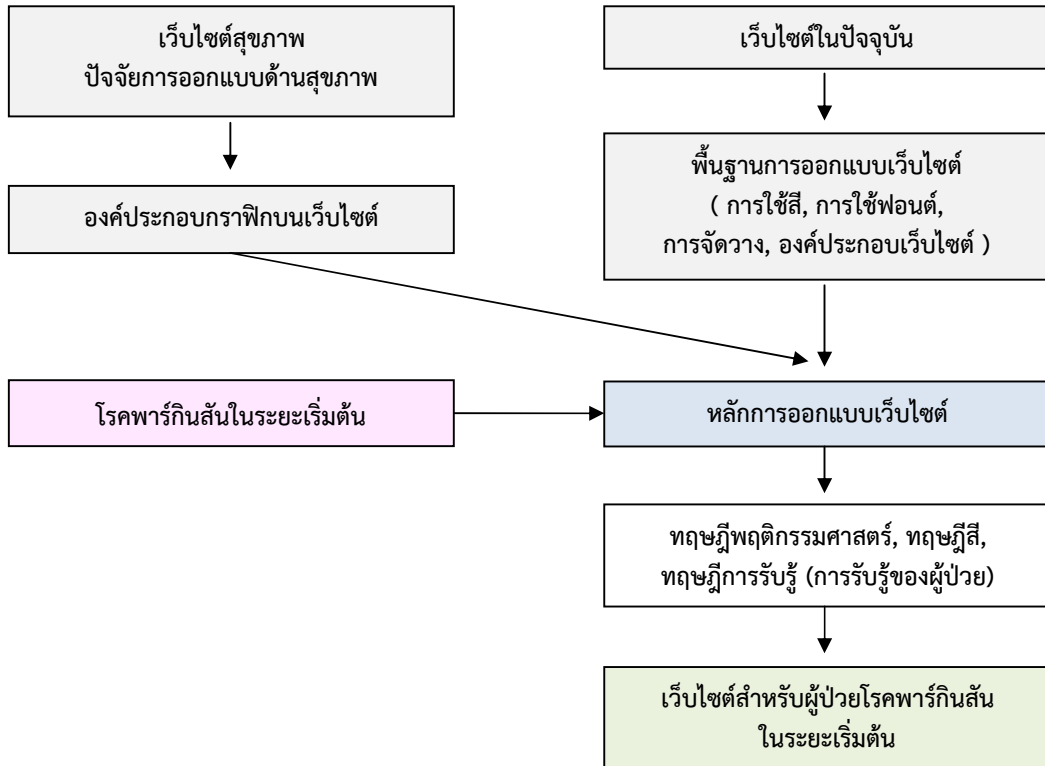 เว็บไซต์สุขภาพ
ปัจจัยการออกแบบด้านสุขภาพ
องค์ประกอบกราฟิกบนเว็บไซต์
เว็บไซต์ในปัจจุบัน
พื้นฐานการออกแบบเว็บไซต์
( การใช้สี, การใช้ฟอนต์,
การจัดวาง, องค์ประกอบเว็บไซต์ )
โรคพาร์กินสันในระยะเริ่มต้น
หลักการออกแบบเว็บไซต์
ทฤษฎีพฤติกรรมศาสตร์, ทฤษฎีสี,
ทฤษฎีการรับรู้ (การรับรู้ของผู้ป่วย)
เว็บไซต์สำหรับผู้ป่วยโรคพาร์กินสัน
ในระยะเริ่มต้น